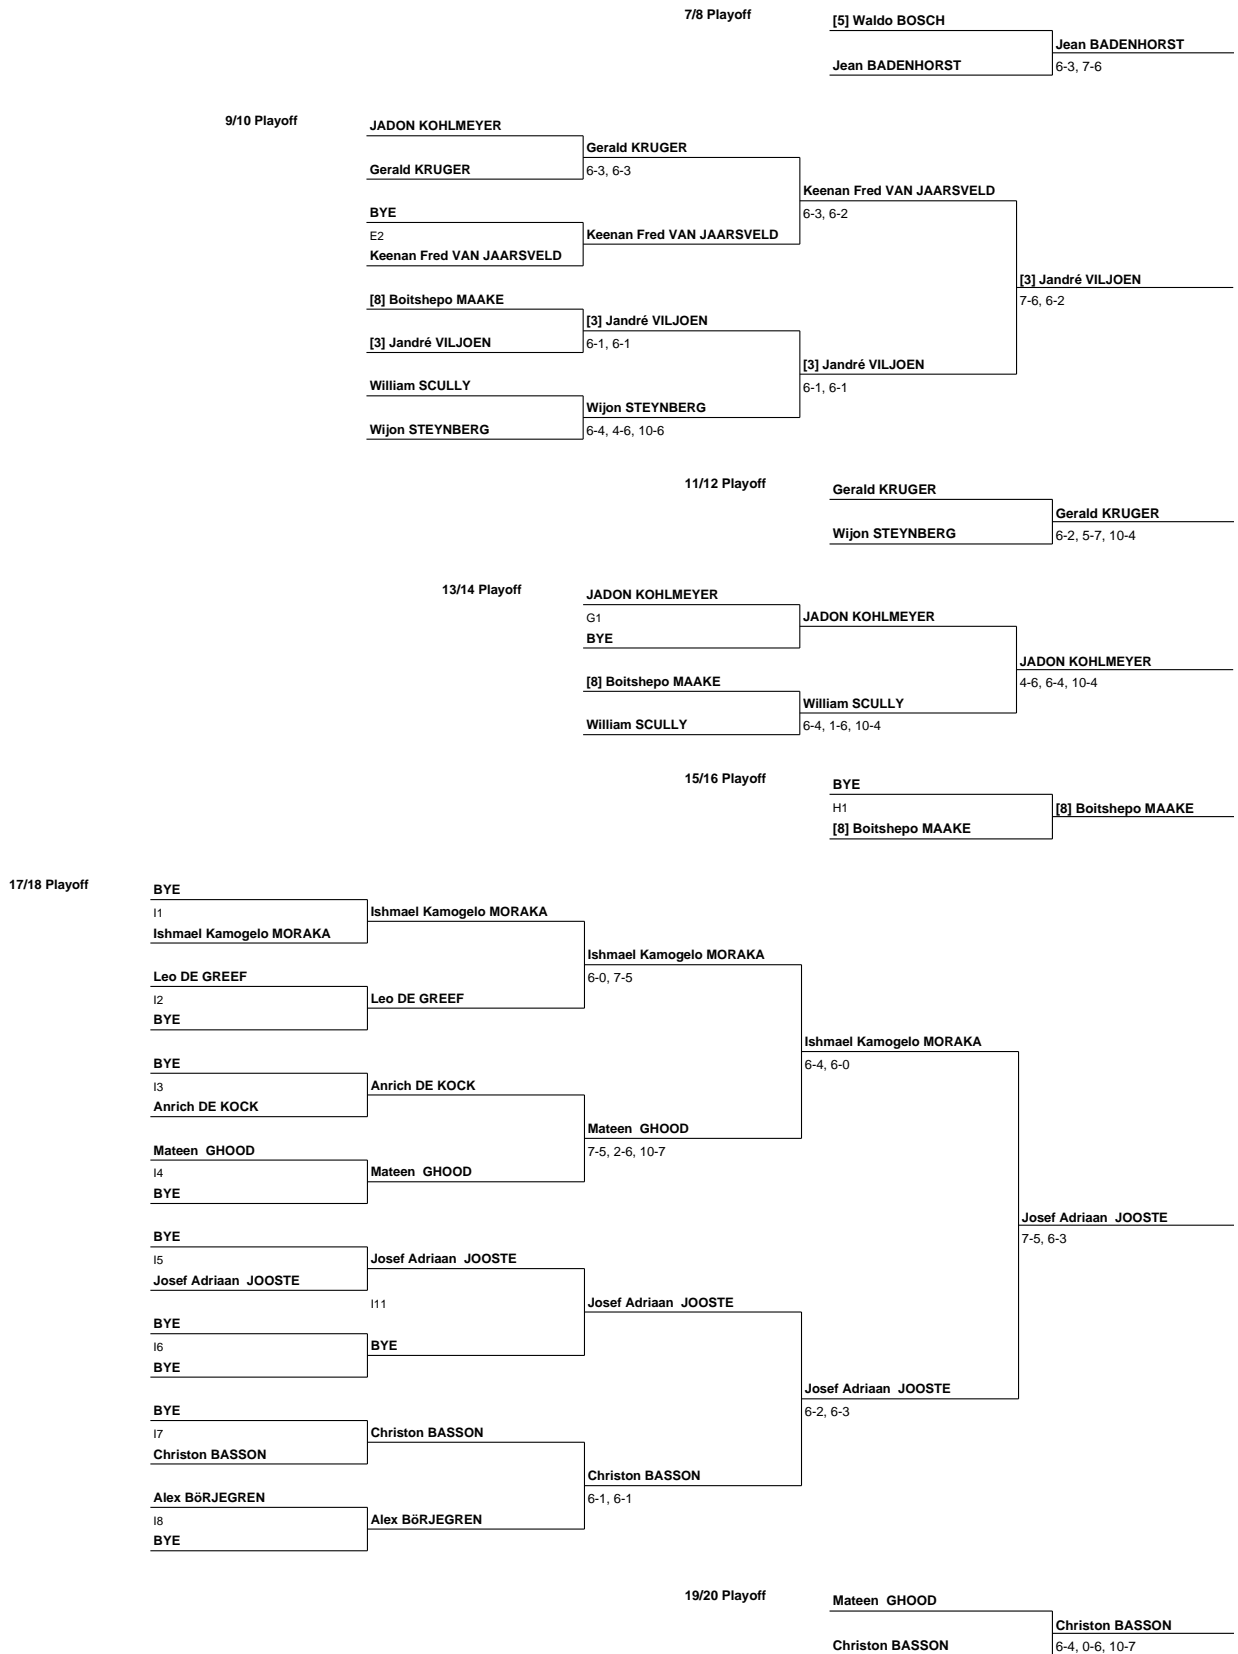 7/8 Playoff
[5] Waldo BOSCH
Jean BADENHORST
Jean BADENHORST
6-3, 7-6
9/10 Playoff
JADON KOHLMEYER
Gerald KRUGER
Gerald KRUGER
6-3, 6-3
Keenan Fred VAN JAARSVELD
6-3, 6-2
BYE
E2
Keenan Fred VAN JAARSVELD
Keenan Fred VAN JAARSVELD
[3] Jandré VILJOEN
7-6, 6-2
[8] Boitshepo MAAKE
[3] Jandré VILJOEN
[3] Jandré VILJOEN
6-1, 6-1
[3] Jandré VILJOEN
6-1, 6-1
William SCULLY
Wijon STEYNBERG
Wijon STEYNBERG
6-4, 4-6, 10-6
11/12 Playoff
Gerald KRUGER
Gerald KRUGER
Wijon STEYNBERG
6-2, 5-7, 10-4
13/14 Playoff
JADON KOHLMEYER
G1
BYE
JADON KOHLMEYER
JADON KOHLMEYER
4-6, 6-4, 10-4
[8] Boitshepo MAAKE
William SCULLY
William SCULLY
6-4, 1-6, 10-4
15/16 Playoff
BYE
H1
[8] Boitshepo MAAKE
[8] Boitshepo MAAKE
17/18 Playoff
BYE
I1
Ishmael Kamogelo MORAKA
Ishmael Kamogelo MORAKA
Ishmael Kamogelo MORAKA
6-0, 7-5
Leo DE GREEF
I2
BYE
Leo DE GREEF
Ishmael Kamogelo MORAKA
6-4, 6-0
BYE
I3
Anrich DE KOCK
Anrich DE KOCK
Mateen GHOOD
7-5, 2-6, 10-7
Mateen GHOOD
I4
BYE
Mateen GHOOD
Josef Adriaan JOOSTE
7-5, 6-3
BYE
I5
Josef Adriaan JOOSTE
Josef Adriaan JOOSTE
I11
Josef Adriaan JOOSTE
BYE
I6
BYE
BYE
Josef Adriaan JOOSTE
6-2, 6-3
BYE
I7
Christon BASSON
Christon BASSON
Christon BASSON
6-1, 6-1
Alex BöRJEGREN
I8
BYE
Alex BöRJEGREN
19/20 Playoff
Mateen GHOOD
Christon BASSON
Christon BASSON
6-4, 0-6, 10-7